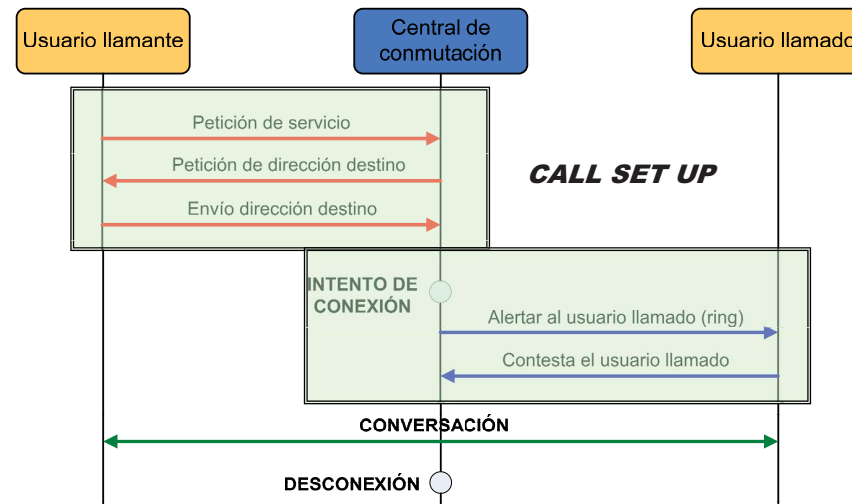 Usuario llamante
Central de
conmutación
Usuario llamado
Petición de servicio
Petición de dirección destino
CALL SET UP
Envío dirección destino
INTENTO DE
CONEXIÓN
Alertar al usuario llamado (ring)
Contesta el usuario llamado
CONVERSACIÓN
DESCONEXIÓN